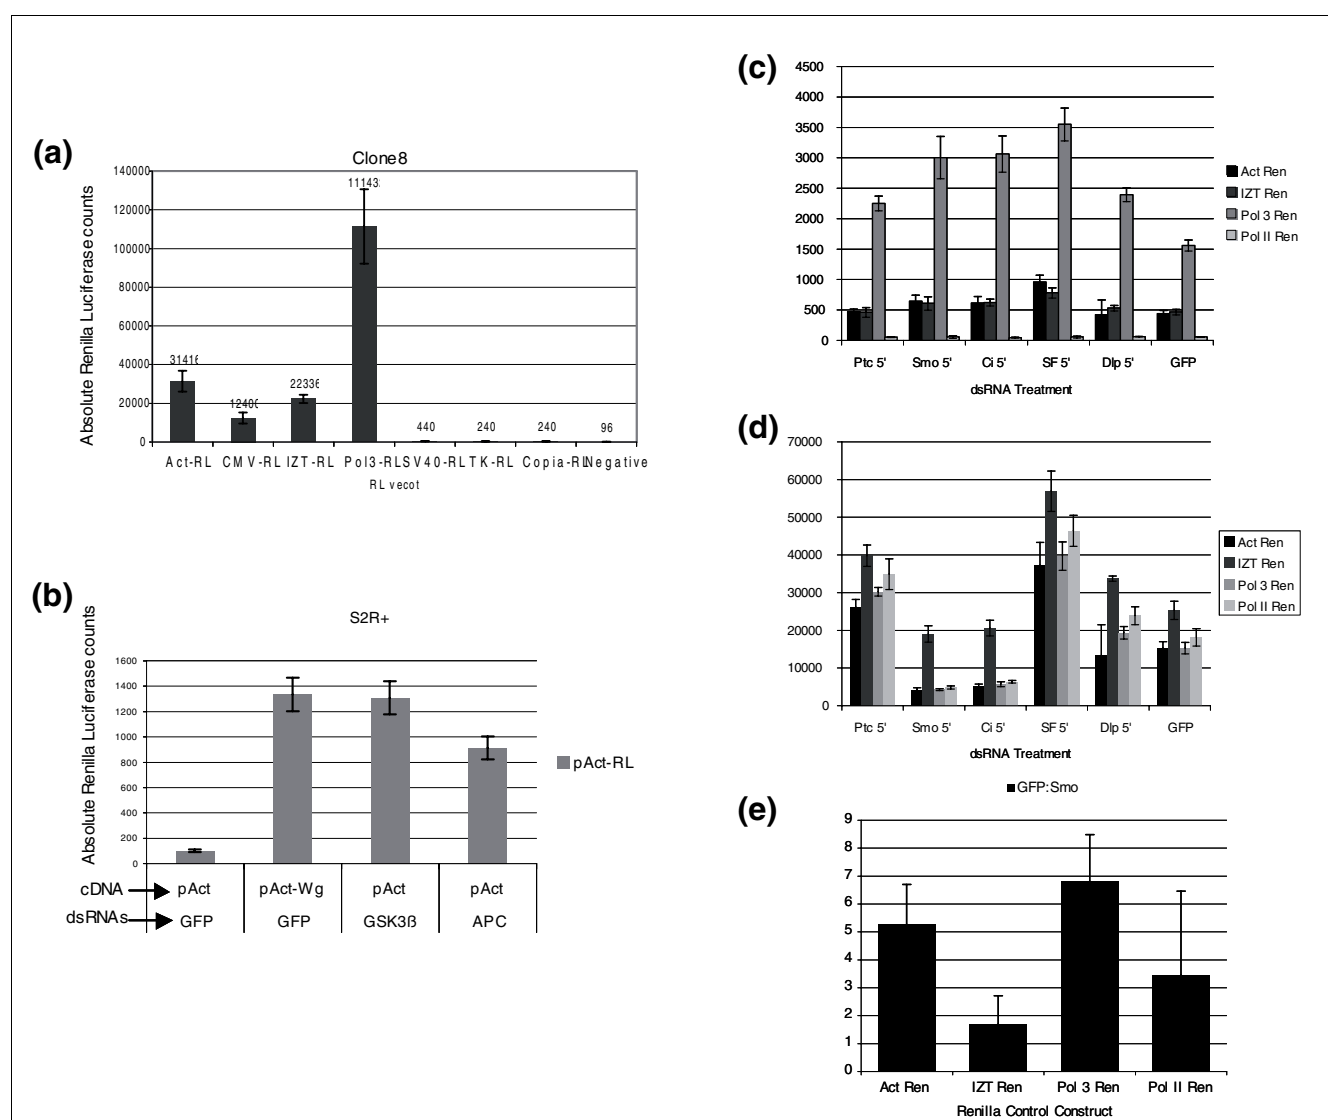 (a)
Clone8
Absolute Renilla Luciferase counts
140000
120000
100000
80000
60000
40000
20000
0
31416
12400
22336
11143
440
240
240
96
Act-RL CMV-RL IZT-RL Pol3-RL SV40-RL TK-RL Copia-RL Negative
RL vecot
(b)
S2R+
Absolute Renilla Luciferase counts
1600
1400
1200
1000
800
600
400
200
0
pAct-RL
cDNA pAct pAct-Wg pAct pAct
dsRNAs GFP GFP GSK3ß APC
(c)
4500
4000
3500
3000
2500
2000
1500
1000
500
0
Ptc 5' Smo 5' Ci 5' SF 5' Dlp 5' GFP
dsRNA Treatment
Act Ren
IZT Ren
Pol 3 Ren
Pol II Ren
(d)
70000
60000
50000
40000
30000
20000
10000
0
Ptc 5' Smo 5' Ci 5' SF 5' Dlp 5' GFP
dsRNA Treatment
Act Ren
IZT Ren
Pol 3 Ren
Pol II Ren
(e)
GFP:Smo
9
8
7
6
5
4
3
2
1
0
Act Ren IZT Ren Pol 3 Ren Pol II Ren
Renilla Control Construct